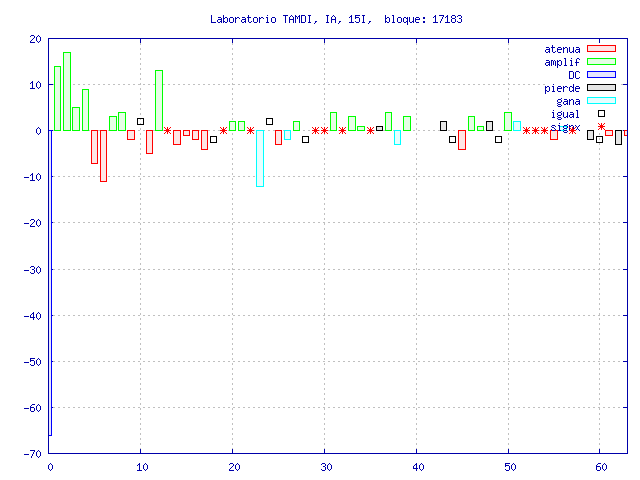 Laboratorio TAMDI, IA, 15I,  bloque: 17183
20
10
0
-10
-20
-30
-40
-50
-60
-70
0 10 20 30 40 50 60
atenua
amplif
DC
pierde
gana
igual
signx